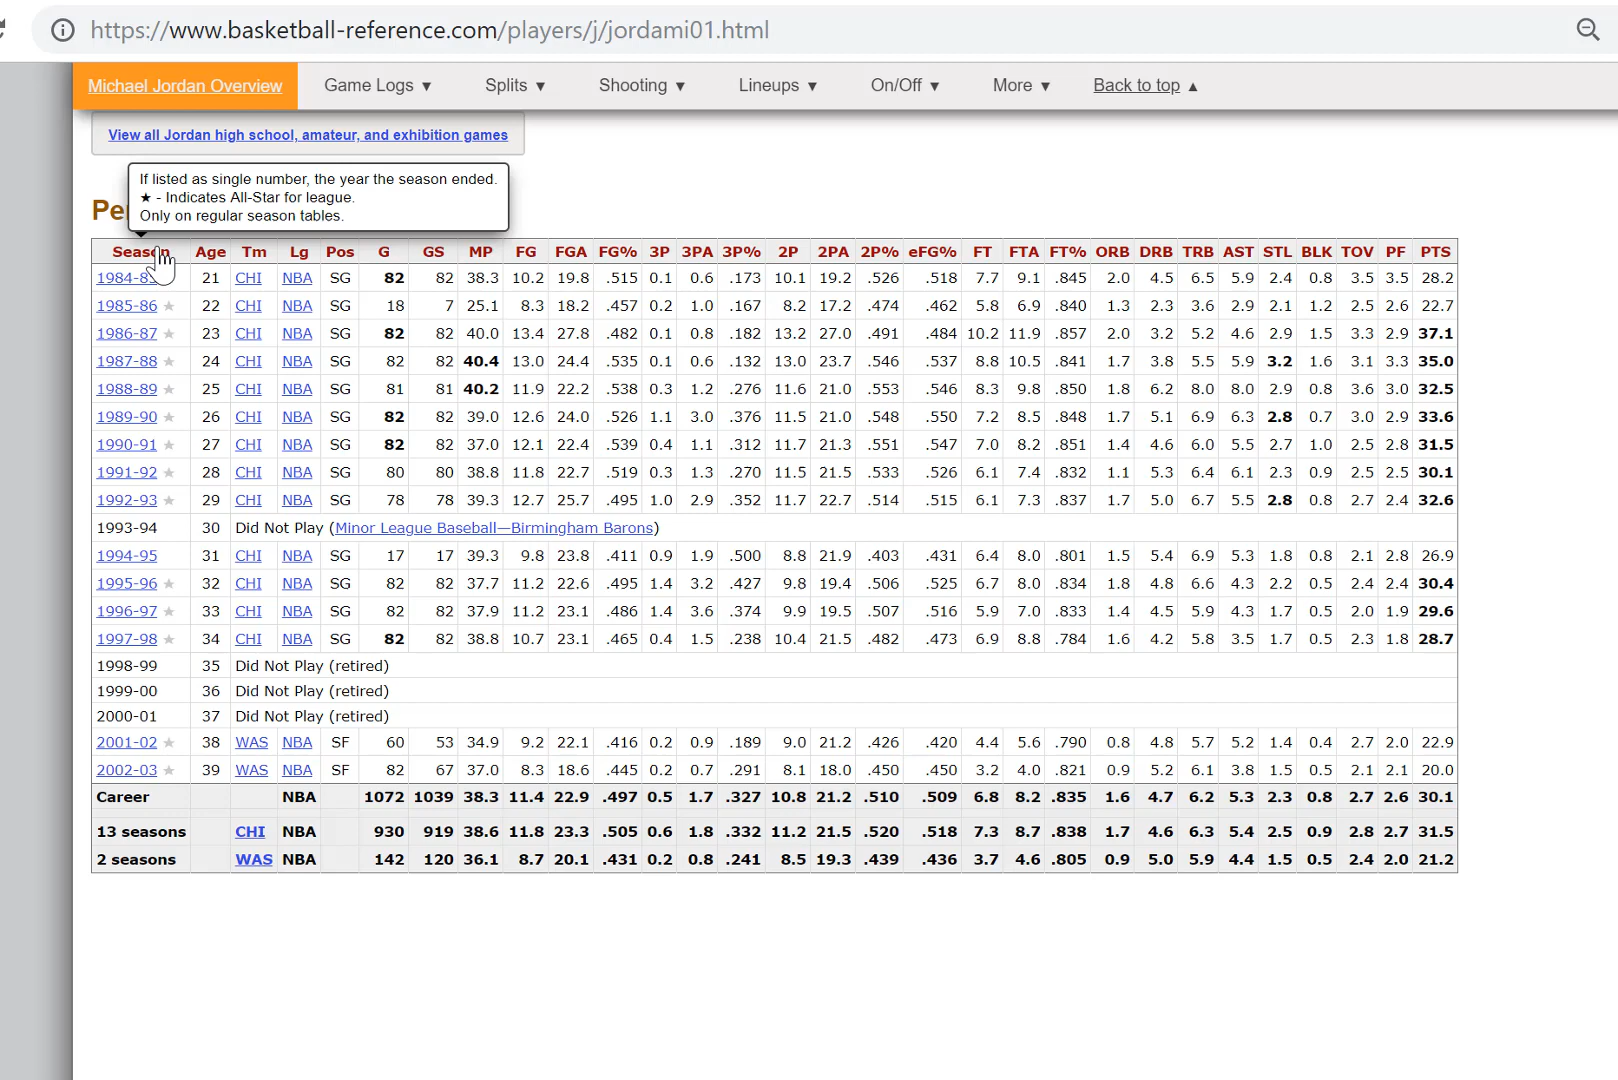 https://www.basketball-reference.com/players/j/jordami01.html
Michael Jordan Overview Game Logs ▼ Splits ▼ Shooting ▼ Lineups ▼ On/Off ▼ More ▼ Back to top ▲
View all Jordan high school, amateur, and exhibition games
If listed as single number, the year the season ended.
★ - Indicates All-Star for league.
Only on regular season tables.
Season Age Tm Lg Pos G GS MP FG FGA FG% 3P 3PA 3P% 2P 2PA 2P% eFG% FT FTA FT% ORB DRB TRB AST STL BLK TOV PF PTS
1984-85 21 CHI NBA SG 82 82 38.3 10.2 19.8 .515 0.1 0.6 .173 10.1 19.2 .526 .518 7.7 9.1 .845 2.0 4.5 6.5 5.9 2.4 0.8 3.5 3.5 28.2
1985-86 ★ 22 CHI NBA SG 18 7 25.1 8.3 18.2 .457 0.2 1.0 .167 8.2 17.2 .474 .462 5.8 6.9 .840 1.3 2.3 3.6 2.9 2.1 1.2 2.5 2.6 22.7
1986-87 ★ 23 CHI NBA SG 82 82 40.0 13.4 27.8 .482 0.1 0.8 .182 13.2 27.0 .491 .484 10.2 11.9 .857 2.0 3.2 5.2 4.6 2.9 1.5 3.3 2.9 37.1
1987-88 ★ 24 CHI NBA SG 82 82 40.4 13.0 24.4 .535 0.1 0.6 .132 13.0 23.7 .546 .537 8.8 10.5 .841 1.7 3.8 5.5 5.9 3.2 1.6 3.1 3.3 35.0
1988-89 ★ 25 CHI NBA SG 81 81 40.2 11.9 22.2 .538 0.3 1.2 .276 11.6 21.0 .553 .546 8.3 9.8 .850 1.8 6.2 8.0 8.0 2.9 0.8 3.6 3.0 32.5
1989-90 ★ 26 CHI NBA SG 82 82 39.0 12.6 24.0 .526 1.1 3.0 .376 11.5 21.0 .548 .550 7.2 8.5 .848 1.7 5.1 6.9 6.3 2.8 0.7 3.0 2.9 33.6
1990-91 ★ 27 CHI NBA SG 82 82 37.0 12.1 22.4 .539 0.4 1.1 .312 11.7 21.3 .551 .547 7.0 8.2 .851 1.4 4.6 6.0 5.5 2.7 1.0 2.5 2.8 31.5
1991-92 ★ 28 CHI NBA SG 80 80 38.8 11.8 22.7 .519 0.3 1.3 .270 11.5 21.5 .533 .526 6.1 7.4 .832 1.1 5.3 6.4 6.1 2.3 0.9 2.5 2.5 30.1
1992-93 ★ 29 CHI NBA SG 78 78 39.3 12.7 25.7 .495 1.0 2.9 .352 11.7 22.7 .514 .515 6.1 7.3 .837 1.7 5.0 6.7 5.5 2.8 0.8 2.7 2.4 32.6
1993-94 30 Did Not Play (Minor League Baseball—Birmingham Barons)
1994-95 31 CHI NBA SG 17 17 39.3 9.8 23.8 .411 0.9 1.9 .500 8.8 21.9 .403 .431 6.4 8.0 .801 1.5 5.4 6.9 5.3 1.8 0.8 2.1 2.8 26.9
1995-96 ★ 32 CHI NBA SG 82 82 37.7 11.2 22.6 .495 1.4 3.2 .427 9.8 19.4 .506 .525 6.7 8.0 .834 1.8 4.8 6.6 4.3 2.2 0.5 2.4 2.4 30.4
1996-97 ★ 33 CHI NBA SG 82 82 37.9 11.2 23.1 .486 1.4 3.6 .374 9.9 19.5 .507 .516 5.9 7.0 .833 1.4 4.5 5.9 4.3 1.7 0.5 2.0 1.9 29.6
1997-98 ★ 34 CHI NBA SG 82 82 38.8 10.7 23.1 .465 0.4 1.5 .238 10.4 21.5 .482 .473 6.9 8.8 .784 1.6 4.2 5.8 3.5 1.7 0.5 2.3 1.8 28.7
1998-99 35 Did Not Play (retired)
1999-00 36 Did Not Play (retired)
2000-01 37 Did Not Play (retired)
2001-02 ★ 38 WAS NBA SF 60 53 34.9 9.2 22.1 .416 0.2 0.9 .189 9.0 21.2 .426 .420 4.4 5.6 .790 0.8 4.8 5.7 5.2 1.4 0.4 2.7 2.0 22.9
2002-03 ★ 39 WAS NBA SF 82 67 37.0 8.3 18.6 .445 0.2 0.7 .291 8.1 18.0 .450 .450 3.2 4.0 .821 0.9 5.2 6.1 3.8 1.5 0.5 2.1 2.1 20.0
Career NBA 1072 1039 38.3 11.4 22.9 .497 0.5 1.7 .327 10.8 21.2 .510 .509 6.8 8.2 .835 1.6 4.7 6.2 5.3 2.3 0.8 2.7 2.6 30.1
13 seasons CHI NBA 930 919 38.6 11.8 23.3 .505 0.6 1.8 .332 11.2 21.5 .520 .518 7.3 8.7 .838 1.7 4.6 6.3 5.4 2.5 0.9 2.8 2.7 31.5
2 seasons WAS NBA 142 120 36.1 8.7 20.1 .431 0.2 0.8 .241 8.5 19.3 .439 .436 3.7 4.6 .805 0.9 5.0 5.9 4.4 1.5 0.5 2.4 2.0 21.2